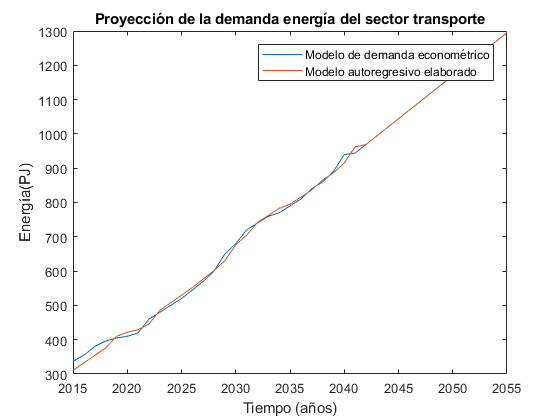 Proyección de la demanda energía del sector transporte
Modelo de demanda econométrico
Modelo autoregresivo elaborado
1300
1200
1100
1000
900
800
700
600
500
400
300
Energía(PJ)
2015 2020 2025 2030 2035 2040 2045 2050 2055
Tiempo (años)